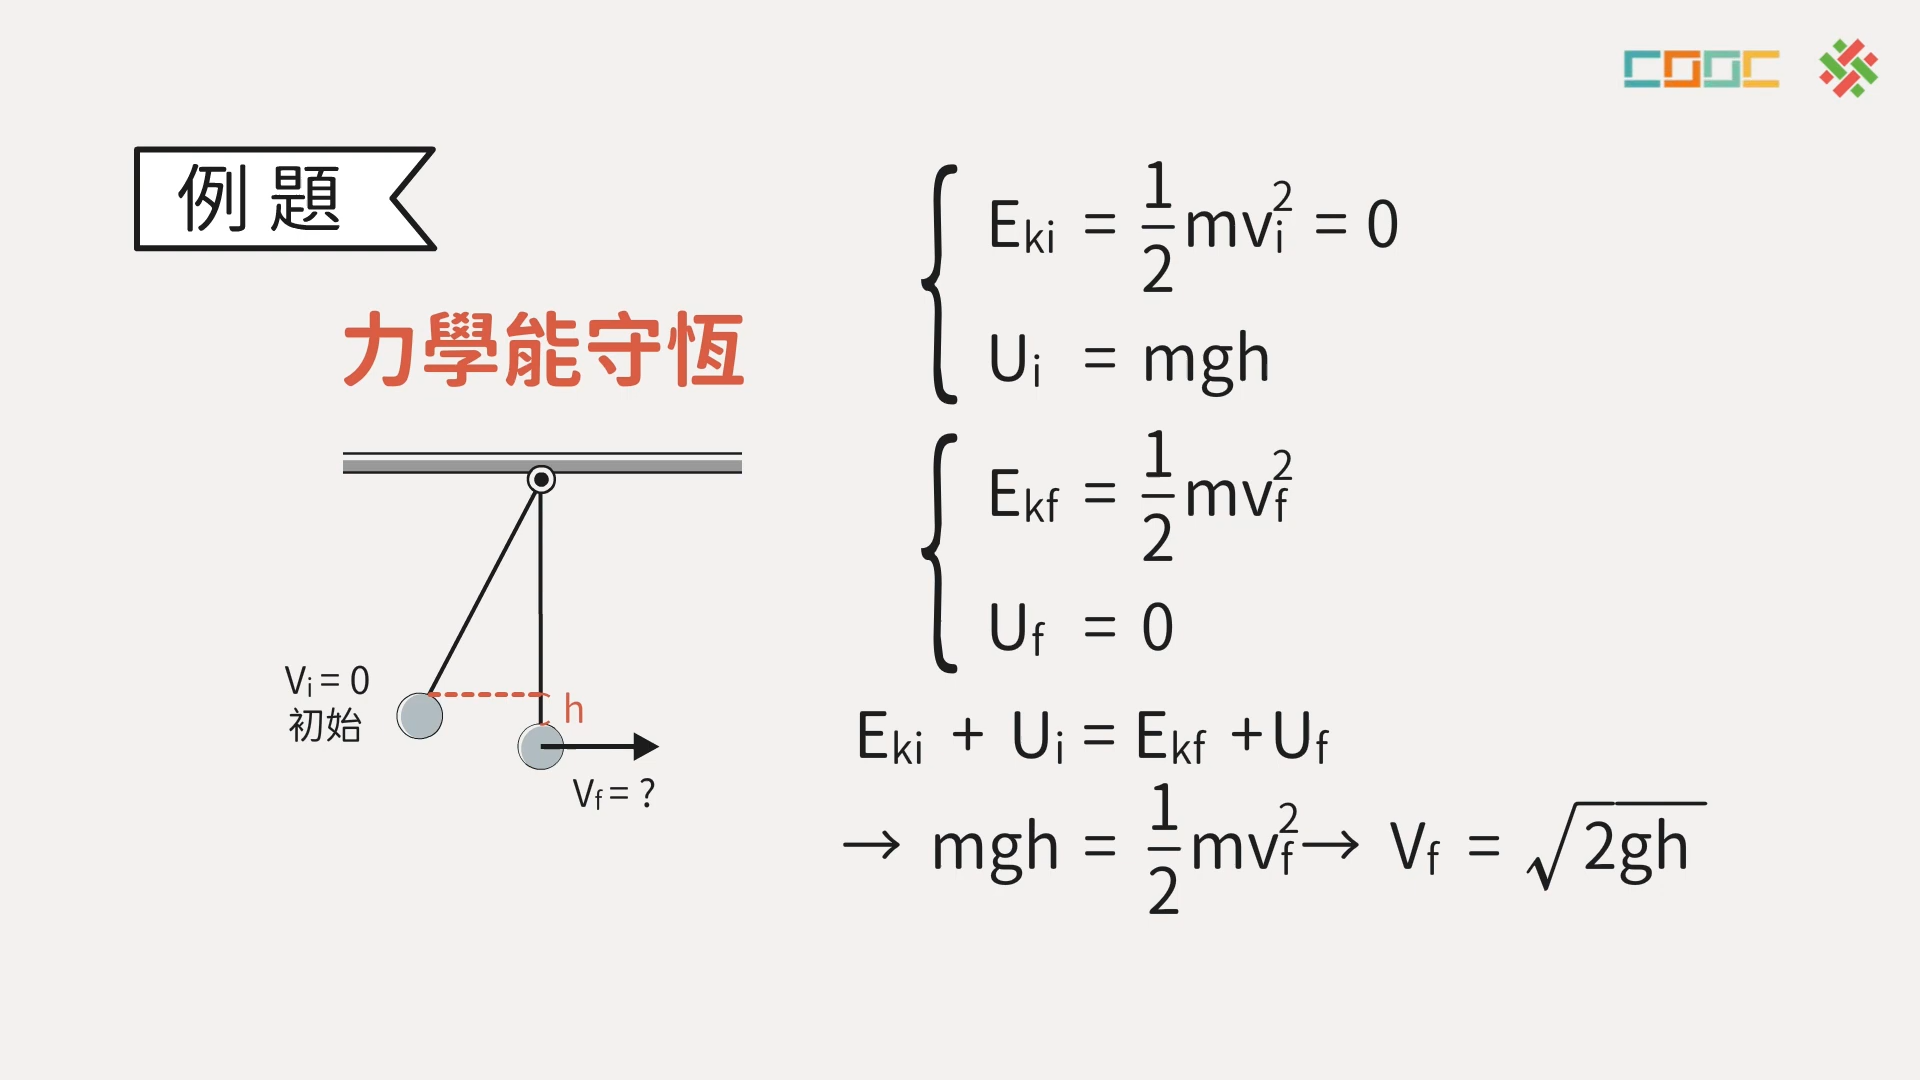 COOC
例題
力學能守恆
Vi = 0
初始
h
Vf = ?
Eki = 1/2 mvi² = 0
Ui = mgh
Ekf = 1/2 mvf²
Uf = 0
Eki + Ui = Ekf + Uf
→ mgh = 1/2 mvf² → Vf = √2gh